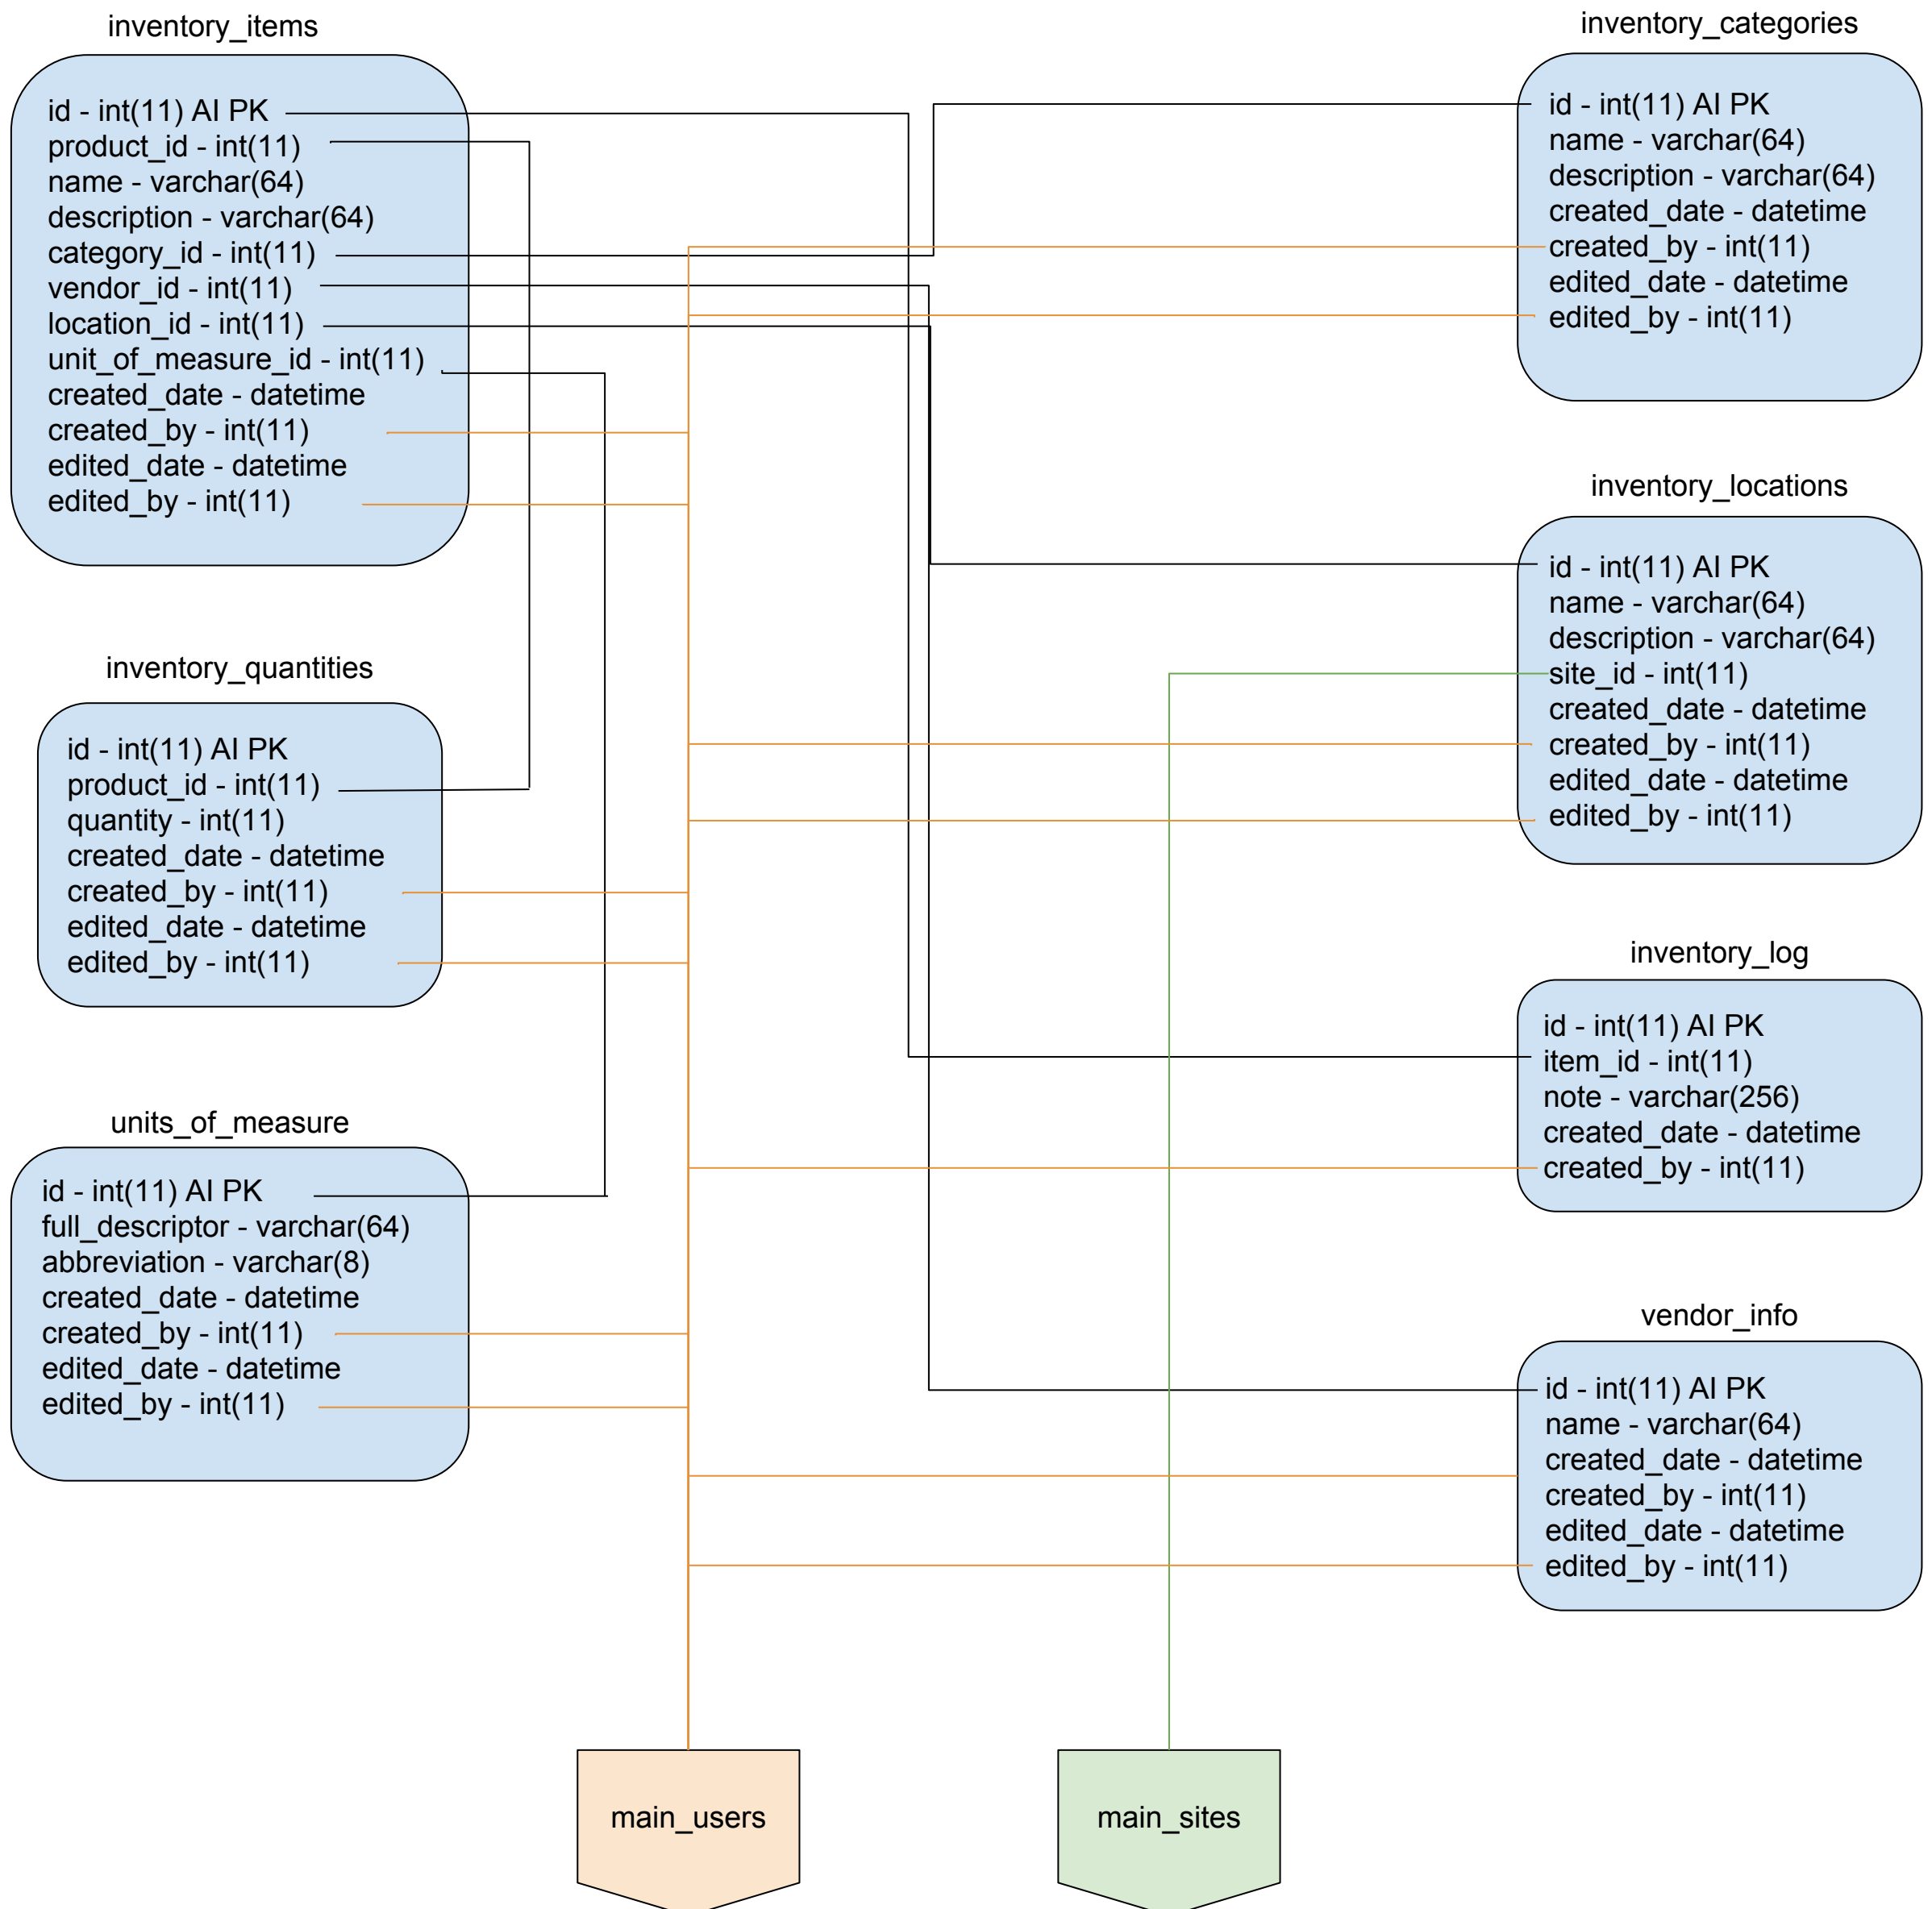 inventory_items
id - int(11) AI PK
product_id - int(11)
name - varchar(64)
description - varchar(64)
category_id - int(11)
vendor_id - int(11)
location_id - int(11)
unit_of_measure_id - int(11)
created_date - datetime
created_by - int(11)
edited_date - datetime
edited_by - int(11)
inventory_quantities
id - int(11) AI PK
product_id - int(11)
quantity - int(11)
created_date - datetime
created_by - int(11)
edited_date - datetime
edited_by - int(11)
units_of_measure
id - int(11) AI PK
full_descriptor - varchar(64)
abbreviation - varchar(8)
created_date - datetime
created_by - int(11)
edited_date - datetime
edited_by - int(11)
inventory_categories
id - int(11) AI PK
name - varchar(64)
description - varchar(64)
created_date - datetime
created_by - int(11)
edited_date - datetime
edited_by - int(11)
inventory_locations
id - int(11) AI PK
name - varchar(64)
description - varchar(64)
site_id - int(11)
created_date - datetime
created_by - int(11)
edited_date - datetime
edited_by - int(11)
inventory_log
id - int(11) AI PK
item_id - int(11)
note - varchar(256)
created_date - datetime
created_by - int(11)
vendor_info
id - int(11) AI PK
name - varchar(64)
created_date - datetime
created_by - int(11)
edited_date - datetime
edited_by - int(11)
main_users
main_sites